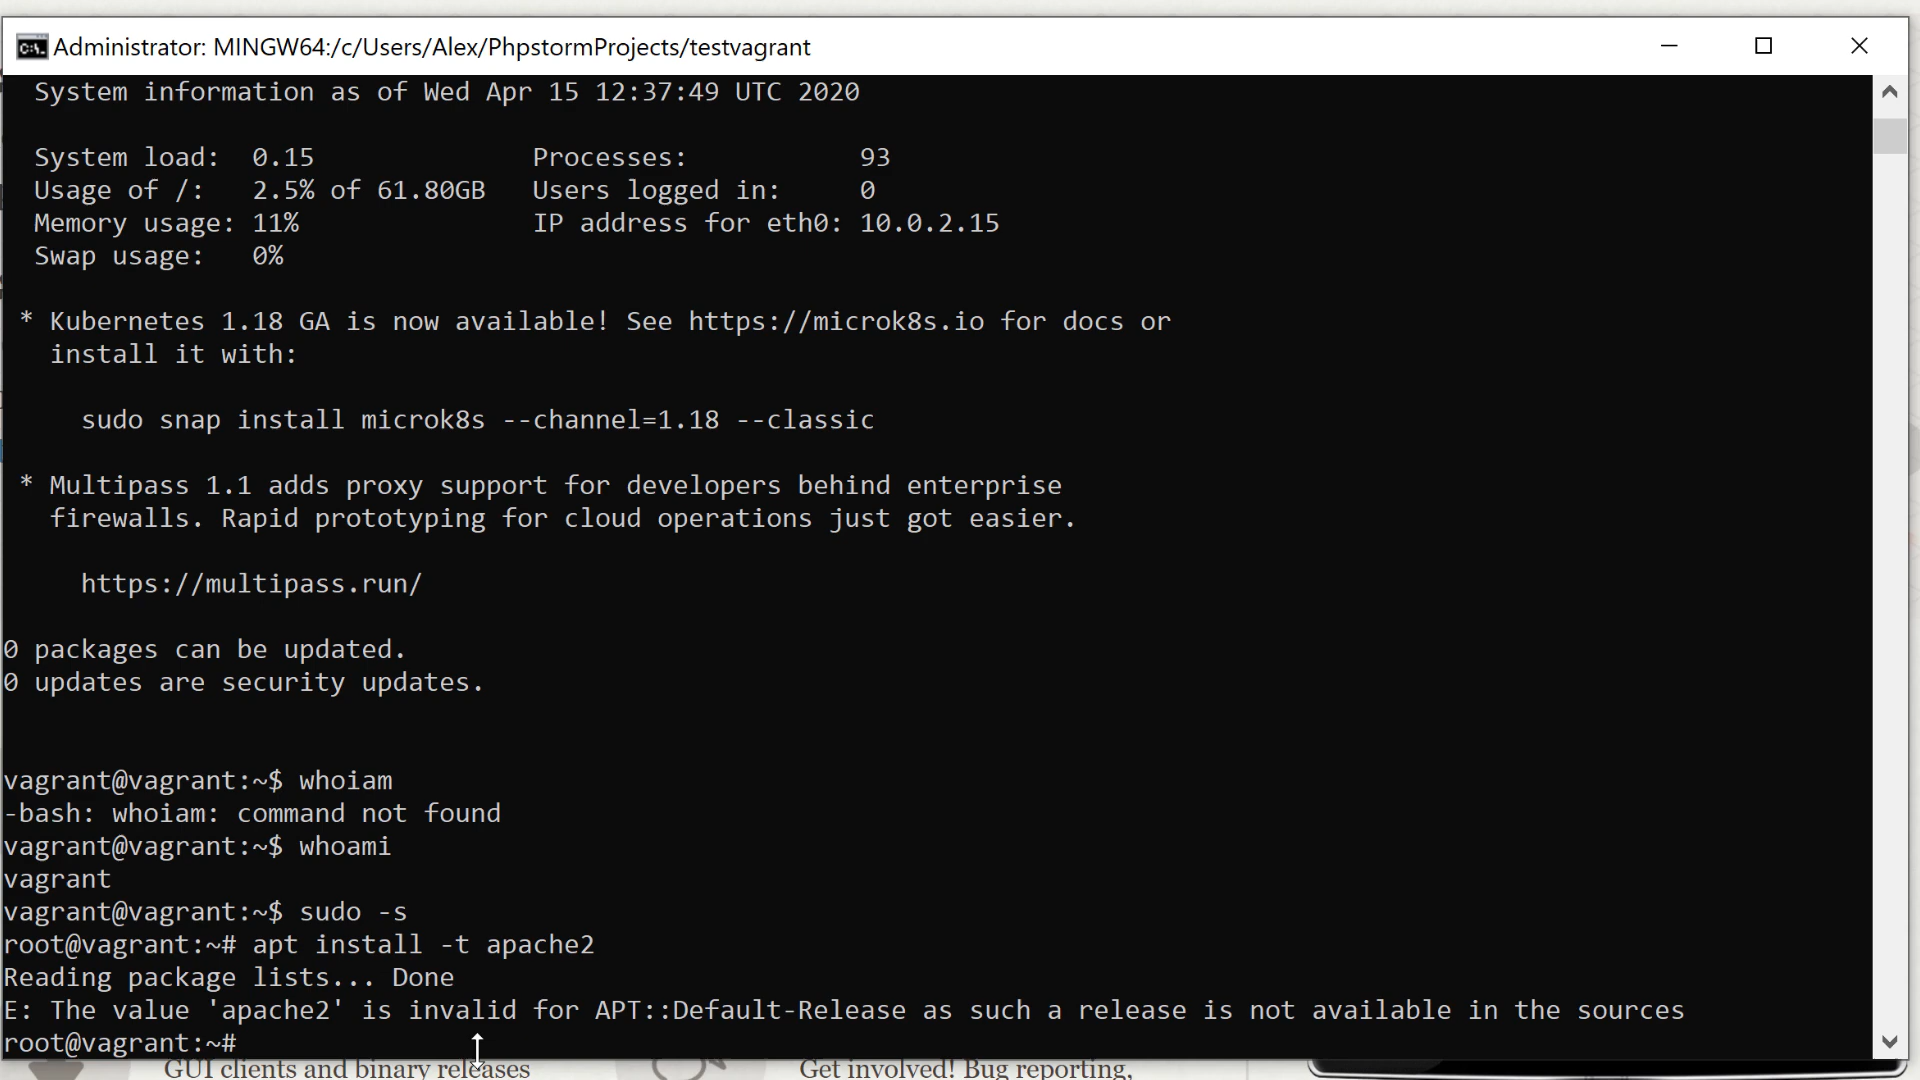 Administrator: MINGW64:/c/Users/Alex/PhpstormProjects/testvagrant
System information as of Wed Apr 15 12:37:49 UTC 2020
System load: 0.15 Processes: 93
Usage of /: 2.5% of 61.80GB Users logged in: 0
Memory usage: 11% IP address for eth0: 10.0.2.15
Swap usage: 0%
* Kubernetes 1.18 GA is now available! See https://microk8s.io for docs or
install it with:
sudo snap install microk8s --channel=1.18 --classic
* Multipass 1.1 adds proxy support for developers behind enterprise
firewalls. Rapid prototyping for cloud operations just got easier.
https://multipass.run/
0 packages can be updated.
0 updates are security updates.
vagrant@vagrant:~$ whoiam
-bash: whoiam: command not found
vagrant@vagrant:~$ whoami
vagrant
vagrant@vagrant:~$ sudo -s
root@vagrant:~# apt install -t apache2
Reading package lists... Done
E: The value 'apache2' is invalid for APT::Default-Release as such a release is not available in the sources
root@vagrant:~#
GUI clients and binary releases
Get involved! Bug reporting,